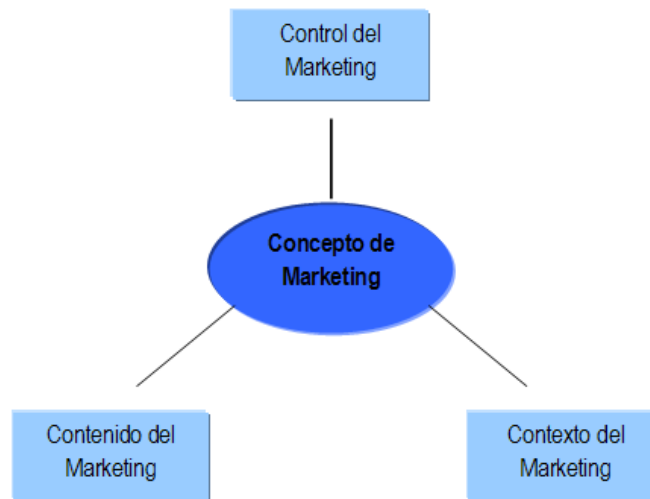 Control del
Marketing
Concepto de
Marketing
Contenido del
Marketing
Contexto del
Marketing